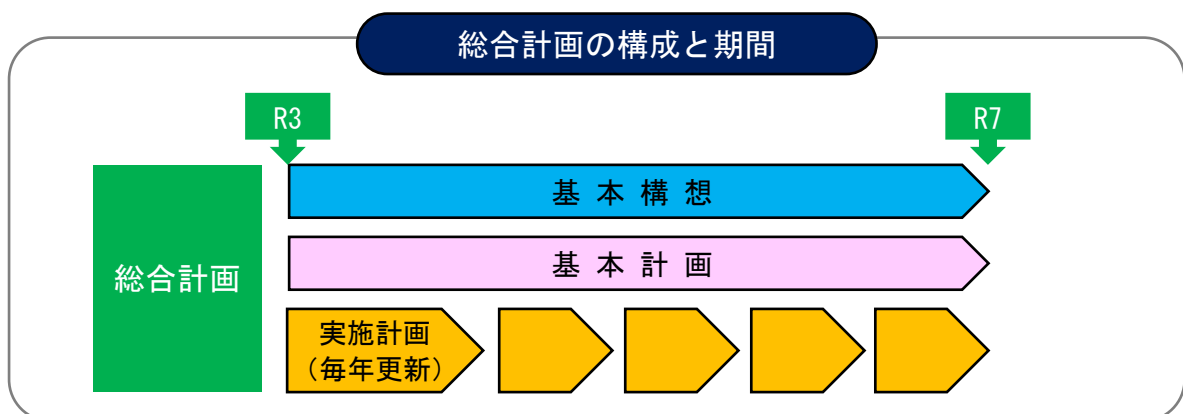 総合計画の構成と期間
R3
R7
基本構想
総合計画
基本計画
実施計画
（毎年更新）